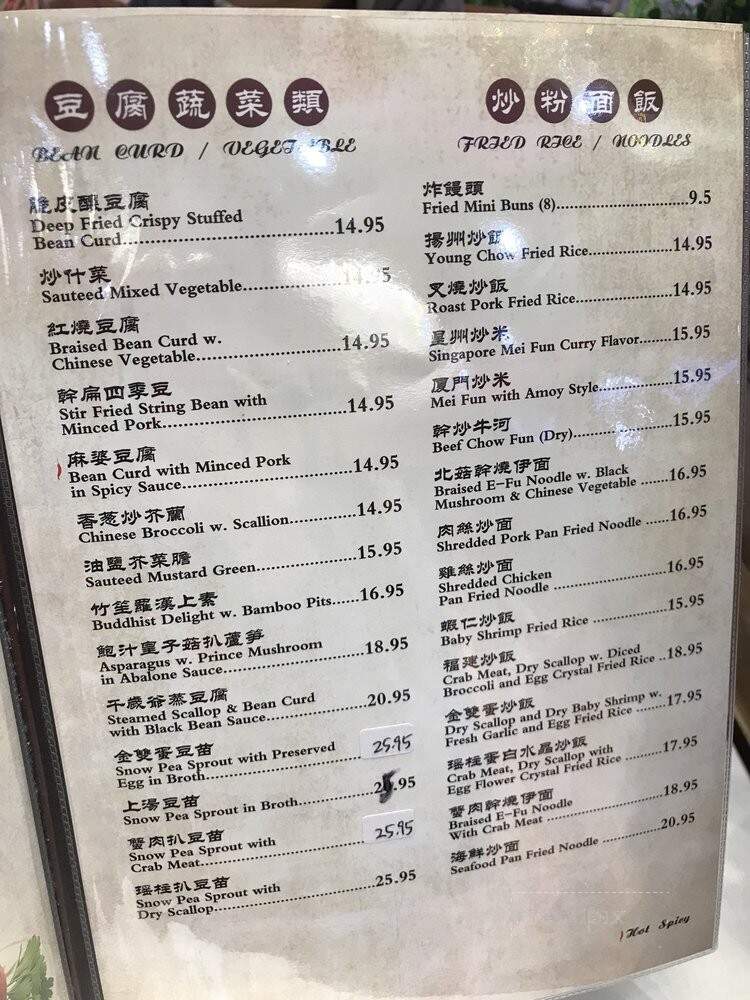 豆腐蔬菜類
BEAN CURD / VEGETABLE
脆皮釀豆腐
Deep Fried Crispy Stuffed
Bean Curd........................................14.95
炒什菜
Sauteed Mixed Vegetable........................14.95
紅燒豆腐
Braised Bean Curd w.
Chinese Vegetable..............................14.95
幹扁四季豆
Stir Fried String Bean with
Minced Pork.....................................14.95
麻婆豆腐
Bean Curd with Minced Pork
in Spicy Sauce..................................14.95
香葱炒芥蘭
Chinese Broccoli w. Scallion.............14.95
油鹽芥菜膽
Sauteed Mustard Green...................15.95
竹笙羅漢上素
Buddhist Delight w. Bamboo Pits......16.95
鮑汁皇子菇扒蘆筍
Asparagus w. Prince Mushroom
in Abalone Sauce...........................18.95
千歲爺蒸豆腐
Steamed Scallop & Bean Curd
with Black Bean Sauce....................20.95
金雙蛋豆苗
Snow Pea Sprout with Preserved
Egg in Broth.............................. 25.95
上湯豆苗
Snow Pea Sprout in Broth...............25.95
蟹肉扒豆苗
Snow Pea Sprout with
Crab Meat................................. 25.95
瑶柱扒豆苗
Snow Pea Sprout with
Dry Scallop................................25.95
炒粉面飯
FRIED RICE / NOODLES
炸饅頭
Fried Mini Buns (8)..........................9.5
揚州炒飯
Young Chow Fried Rice.....................14.95
叉燒炒飯
Roast Pork Fried Rice.......................14.95
星州炒米
Singapore Mei Fun Curry Flavor........15.95
廈門炒米
Mei Fun with Amoy Style..................15.95
幹炒牛河
Beef Chow Fun (Dry).......................15.95
北菇幹燒伊面
Braised E-Fu Noodle w. Black
Mushroom & Chinese Vegetable .......16.95
肉絲炒面
Shredded Pork Pan Fried Noodle ......16.95
雞絲炒面
Shredded Chicken
Pan Fried Noodle ..........................16.95
蝦仁炒飯
Baby Shrimp Fried Rice ..................15.95
福建炒飯
Crab Meat, Dry Scallop w. Diced
Broccoli and Egg Crystal Fried Rice ..18.95
金雙蛋炒飯
Dry Scallop and Dry Baby Shrimp w.
Fresh Garlic and Egg Fried Rice .......17.95
瑶柱蛋白水晶炒飯
Crab Meat, Dry Scallop with
Egg Flower Crystal Fried Rice .........17.95
蟹肉幹燒伊面
Braised E-Fu Noodle
With Crab Meat ...........................18.95
海鮮炒面
Seafood Pan Fried Noodle ..............20.95
Hot Spicy